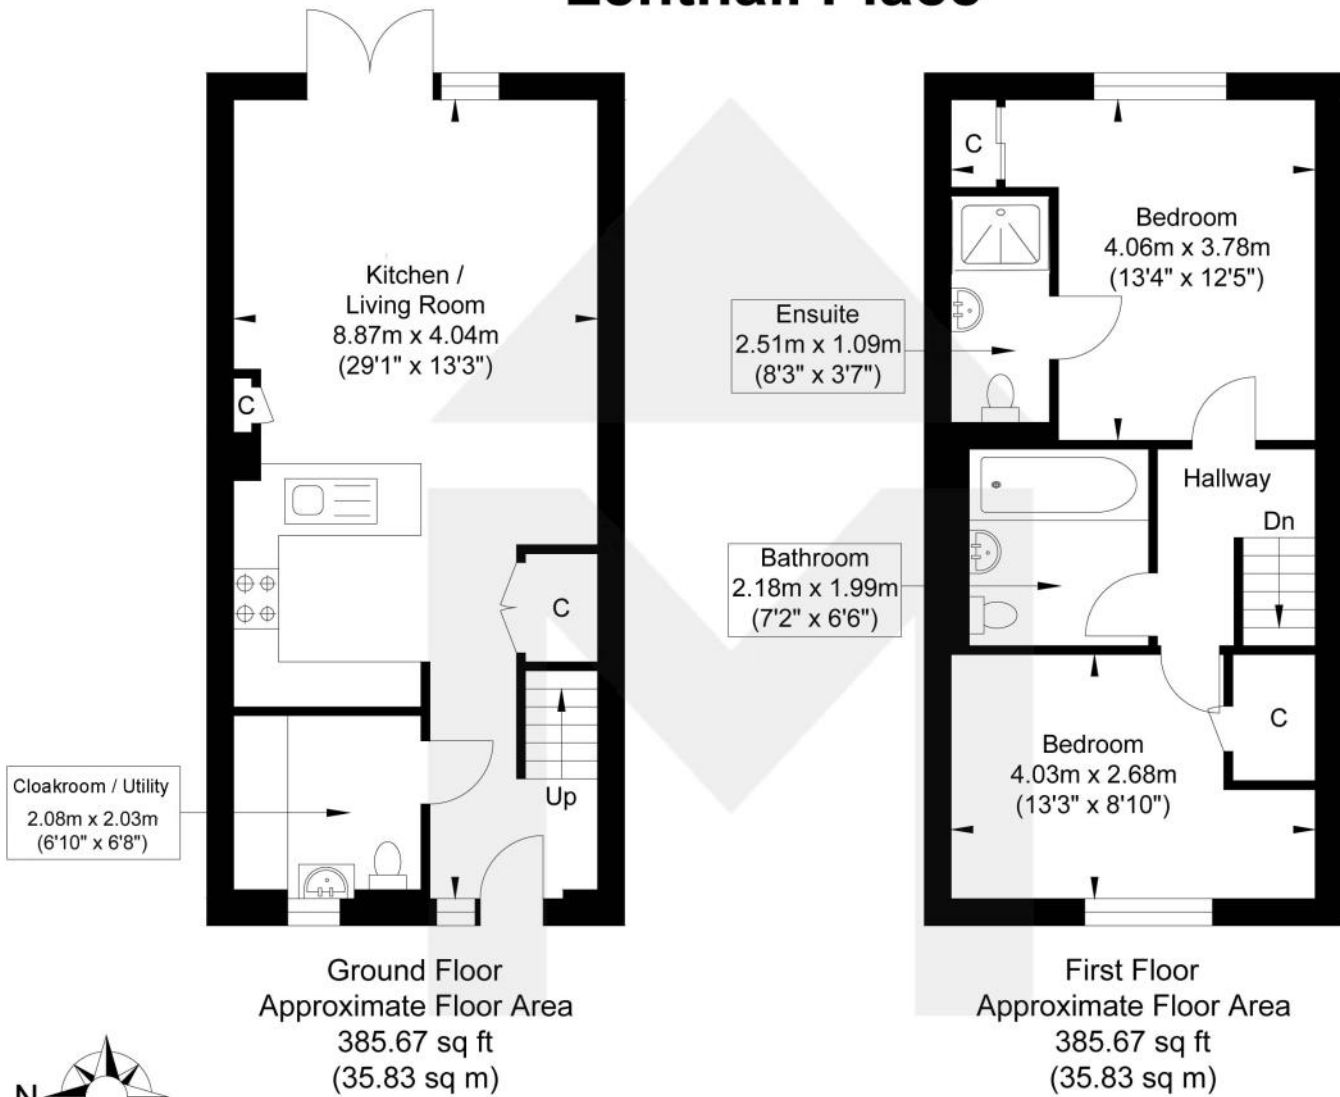 Kitchen /
Living Room
8.87m x 4.04m
(29'1" x 13'3")
C
C
Up
Cloakroom / Utility
2.08m x 2.03m
(6'10" x 6'8")
Ground Floor
Approximate Floor Area
385.67 sq ft
(35.83 sq m)
N
C
Bedroom
4.06m x 3.78m
(13'4" x 12'5")
Ensuite
2.51m x 1.09m
(8'3" x 3'7")
Hallway
Dn
Bathroom
2.18m x 1.99m
(7'2" x 6'6")
C
Bedroom
4.03m x 2.68m
(13'3" x 8'10")
First Floor
Approximate Floor Area
385.67 sq ft
(35.83 sq m)